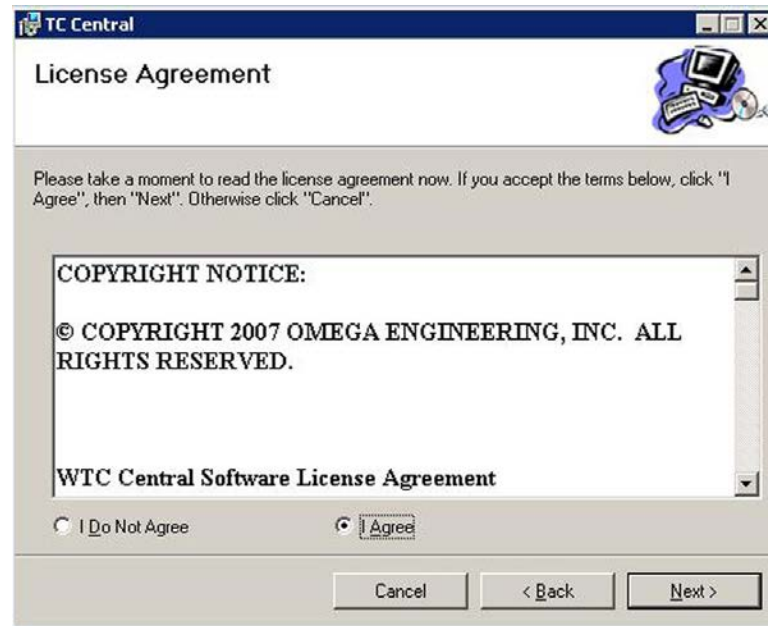 TC Central
License Agreement
Please take a moment to read the license agreement now. If you accept the terms below, click "I
Agree", then "Next". Otherwise click "Cancel".
COPYRIGHT NOTICE:
© COPYRIGHT 2007 OMEGA ENGINEERING, INC. ALL
RIGHTS RESERVED.
WTC Central Software License Agreement
I Do Not Agree
I Agree
Cancel
< Back
Next >